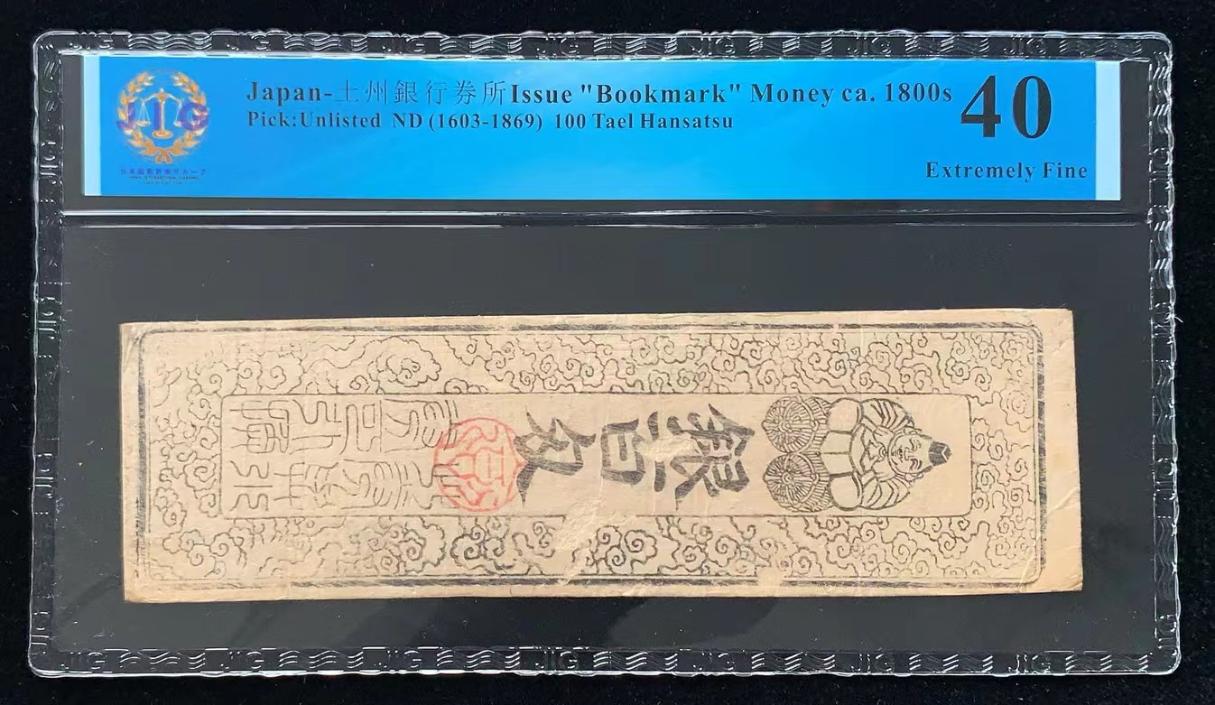 Japan-土州銀行券所Issue "Bookmark" Money ca. 1800s
Pick:Unlisted ND (1603-1869) 100 Tael Hansatsu
40
Extremely Fine
JIG
銀百匁